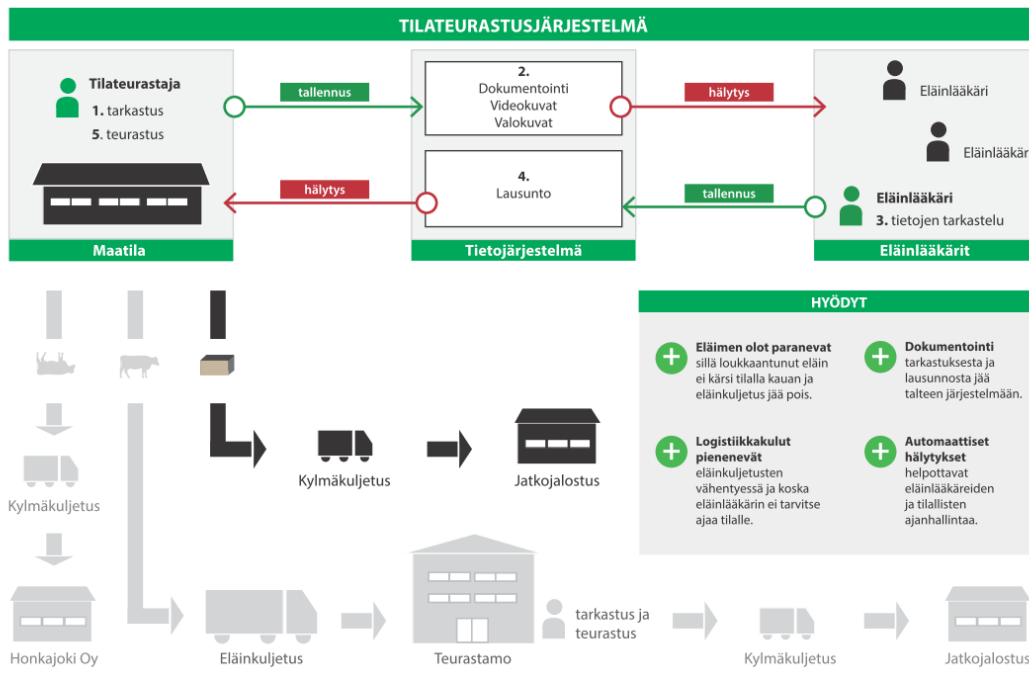 TILATEURASTUSJÄRJESTELMÄ
Tilateurastaja
1. tarkastus
5. teurastus
Maatila
tallennus
hälytys
2.
Dokumentointi
Videokuvat
Valokuvat
4.
Lausunto
Tietojärjestelmä
hälytys
tallennus
Eläinlääkäri
Eläinlääkär
Eläinlääkäri
3. tietojen tarkastelu
Eläinlääkärit
HYÖDYT
Eläimen olot paranevat
sillä loukkaantunut eläin
ei kärsi tilalla kauan ja
eläinkuljetus jää pois.
Dokumentointi
tarkastuksesta ja
lausunnosta jää
talteen järjestelmään.
Logistiikkakulut
pienenevät
eläinkuljetusten
vähentyessä ja koska
eläinlääkärin ei tarvitse
ajaa tilalle.
Automaattiset
hälytykset
helpottavat
eläinlääkäreiden
ja tilallisten
ajanhallintaa.
Kylmäkuljetus
Jatkojalostus
Kylmäkuljetus
Honkajoki Oy
Eläinkuljetus
Teurastamo
tarkastus ja
teurastus
Kylmäkuljetus
Jatkojalostus